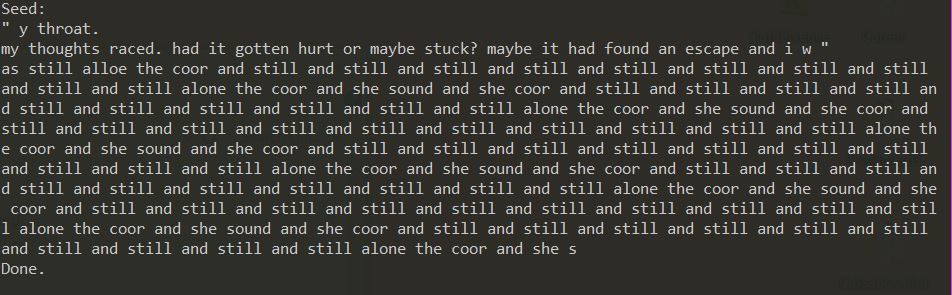 Seed:
" y throat.
my thoughts raced. had it gotten hurt or maybe stuck? maybe it had found an escape and i w "
as still alloe the coor and still and still and still and still and still and still and still and still
and still and still alone the coor and she sound and she coor and still and still and still and still an
d still and still and still and still and still and still alone the coor and she sound and she coor and
still and still and still and still and still and still and still and still and still and still alone th
e coor and she sound and she coor and still and still and still and still and still and still and still
and still and still and still alone the coor and she sound and she coor and still and still and still an
d still and still and still and still and still and still and still alone the coor and she sound and she
 coor and still and still and still and still and still and still and still and still and still and stil
l alone the coor and she sound and she coor and still and still and still and still and still and still
and still and still and still and still alone the coor and she s
Done.